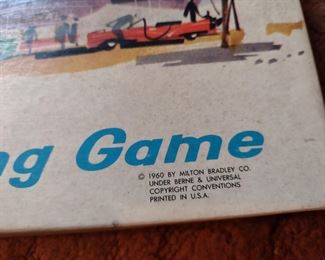 ng Game
© 1960 BY MILTON BRADLEY CO.
UNDER BERNE & UNIVERSAL
COPYRIGHT CONVENTIONS
PRINTED IN U.S.A.